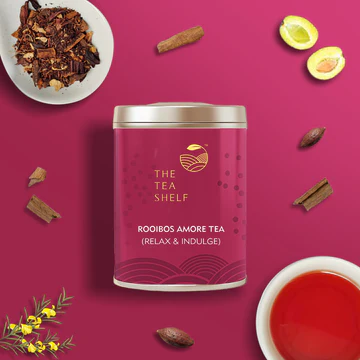 THE
TEA
SHELF
ROOIBOS AMORE TEA
(RELAX & INDULGE)